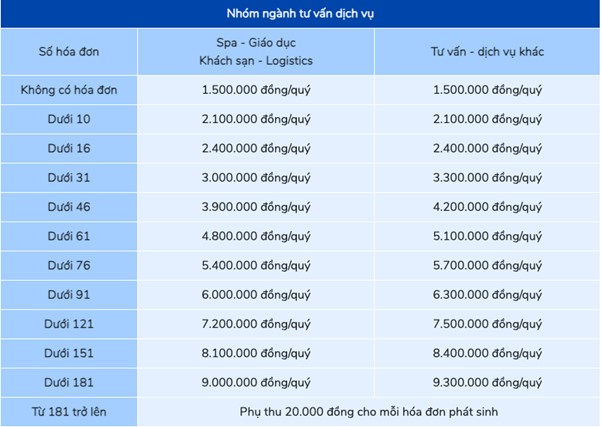 Nhóm ngành tư vấn dịch vụ
Số hóa đơn
Spa - Giáo dục
Khách sạn - Logistics
Tư vấn - dịch vụ khác
Không có hóa đơn 1.500.000 đồng/quý 1.500.000 đồng/quý
Dưới 10 2.100.000 đồng/quý 2.100.000 đồng/quý
Dưới 16 2.400.000 đồng/quý 2.400.000 đồng/quý
Dưới 31 3.000.000 đồng/quý 3.300.000 đồng/quý
Dưới 46 3.900.000 đồng/quý 4.200.000 đồng/quý
Dưới 61 4.800.000 đồng/quý 5.100.000 đồng/quý
Dưới 76 5.400.000 đồng/quý 5.700.000 đồng/quý
Dưới 91 6.000.000 đồng/quý 6.300.000 đồng/quý
Dưới 121 7.200.000 đồng/quý 7.500.000 đồng/quý
Dưới 151 8.100.000 đồng/quý 8.400.000 đồng/quý
Dưới 181 9.000.000 đồng/quý 9.300.000 đồng/quý
Từ 181 trở lên Phụ thu 20.000 đồng cho mỗi hóa đơn phát sinh